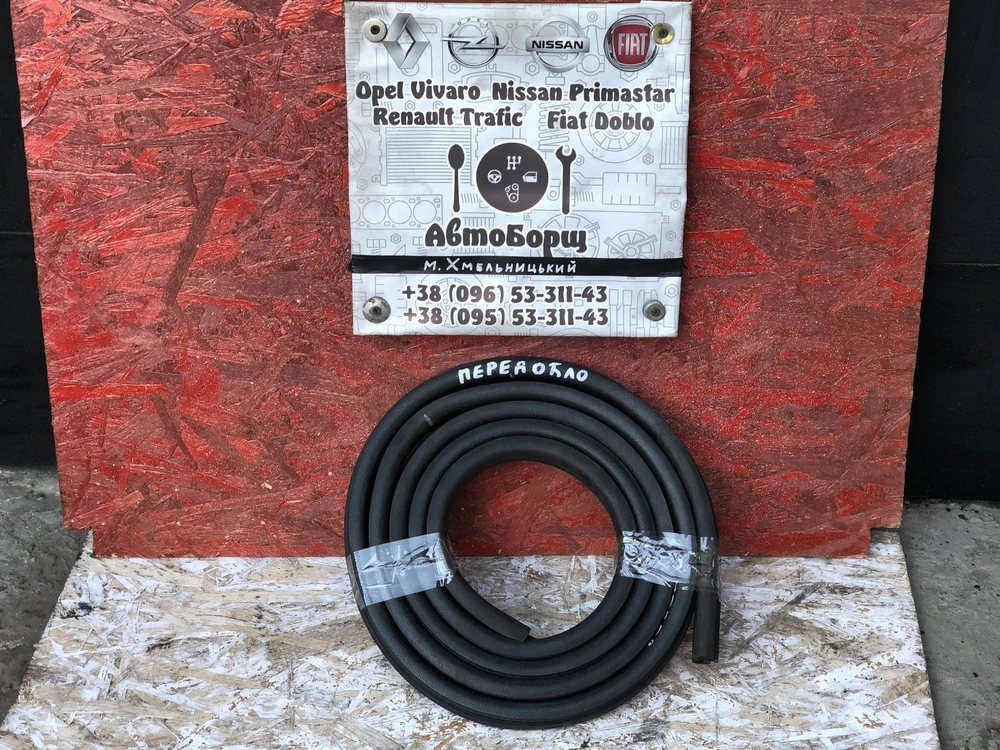 OPEL
NISSAN
FIAT
Opel Vivaro Nissan Primastar
Renault Trafic Fiat Doblo
АвтоБорщ
м. Хмельницький
+38 (096) 53-311-43
+38 (095) 53-311-43